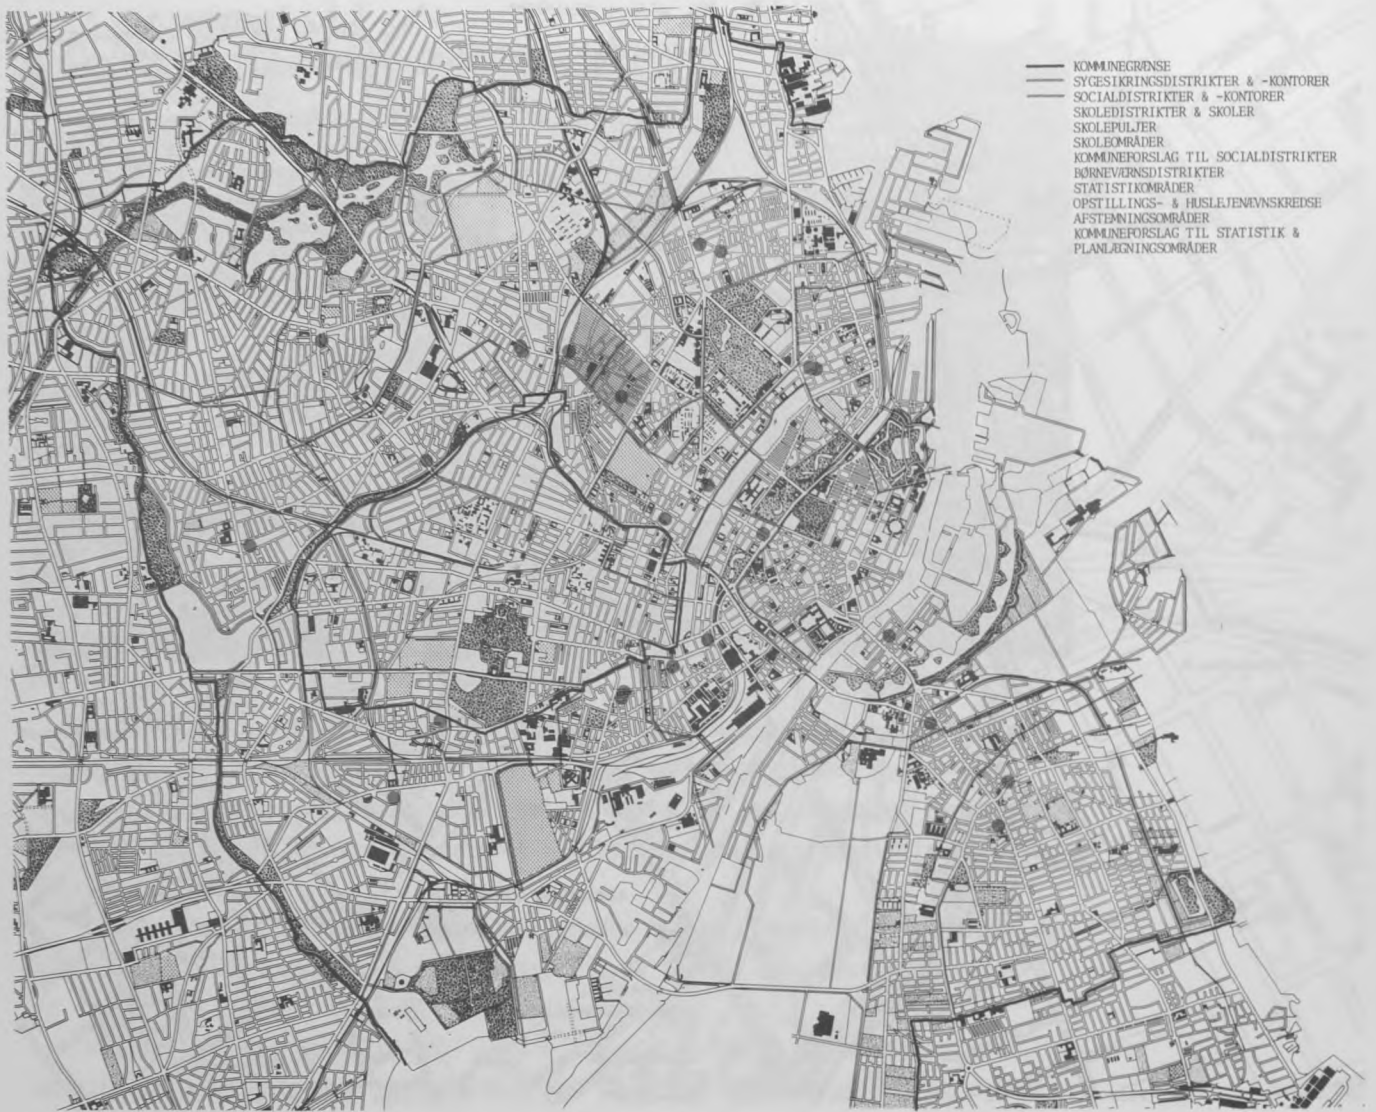 KOMMUNEGRÆNSE
SYGESIKRINGSDISTRIKTER & -KONTORER
SOCIALDISTRIKTER & -KONTORER
SKOLEDISTRIKTER & SKOLER
SKOLEPULJER
SKOLEOMRÅDER
KOMMUNEFORSLAG TIL SOCIALDISTRIKTER
BØRNEVÆRNSDISTRIKTER
STATISTIKOMRÅDER
OPSTILLINGS- & HUSLEJENÆVNSKREDSE
AFSTEMNINGSOMRÅDER
KOMMUNEFORSLAG TIL STATISTIK &
PLANLÆGNINGSOMRÅDER